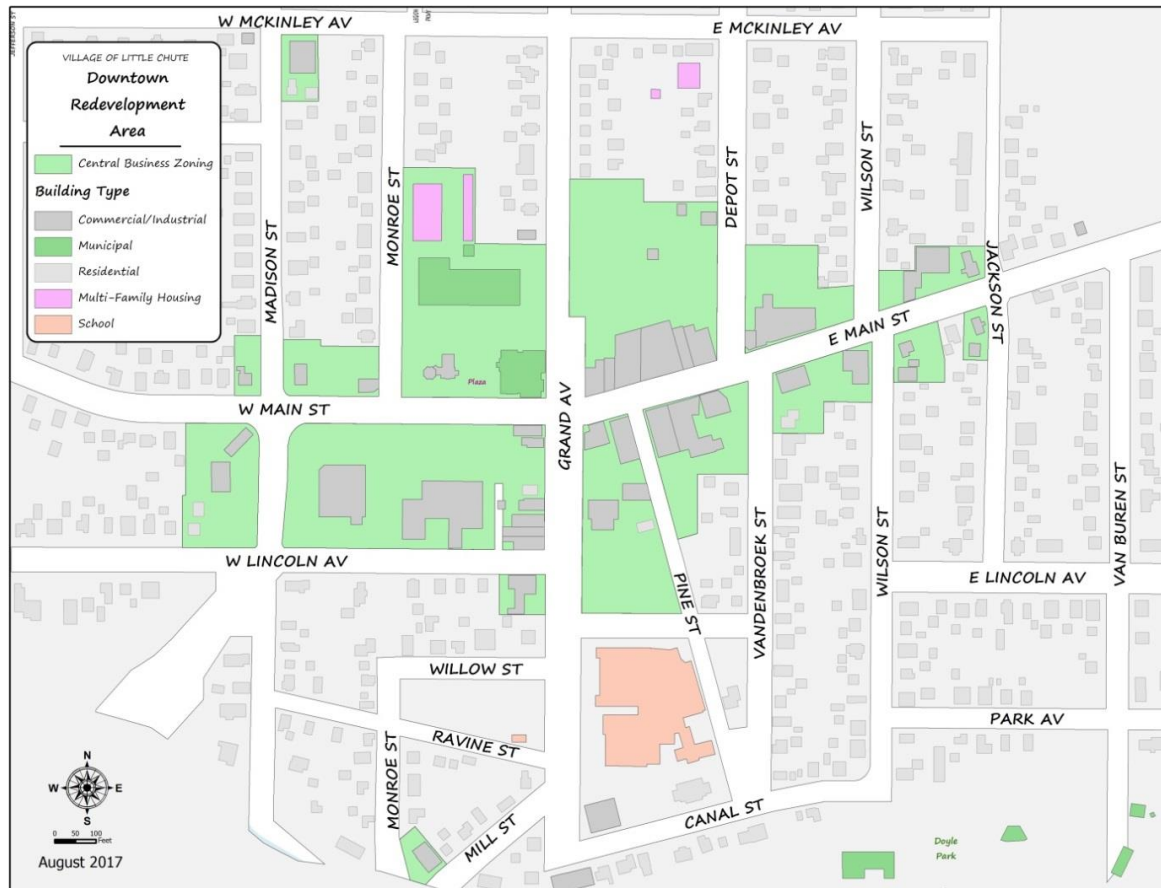 JEFFERSON ST
W MCKINLEY AV
E MCKINLEY AV
VILLAGE OF LITTLE CHUTE
Downtown
Redevelopment
Area
Central Business Zoning
Building Type
Commercial/Industrial
Municipal
Residential
Multi-Family Housing
School
MADISON ST
MONROE ST
DEPOT ST
WILSON ST
JACKSON ST
E MAIN ST
Plaza
W MAIN ST
GRAND AV
VAN BUREN ST
W LINCOLN AV
PINE ST
VANDENBROEK ST
WILSON ST
E LINCOLN AV
WILLOW ST
RAVINE ST
PARK AV
MONROE ST
MILL ST
CANAL ST
Doyle
Park
N
W
E
S
0 50 100
Feet
August 2017